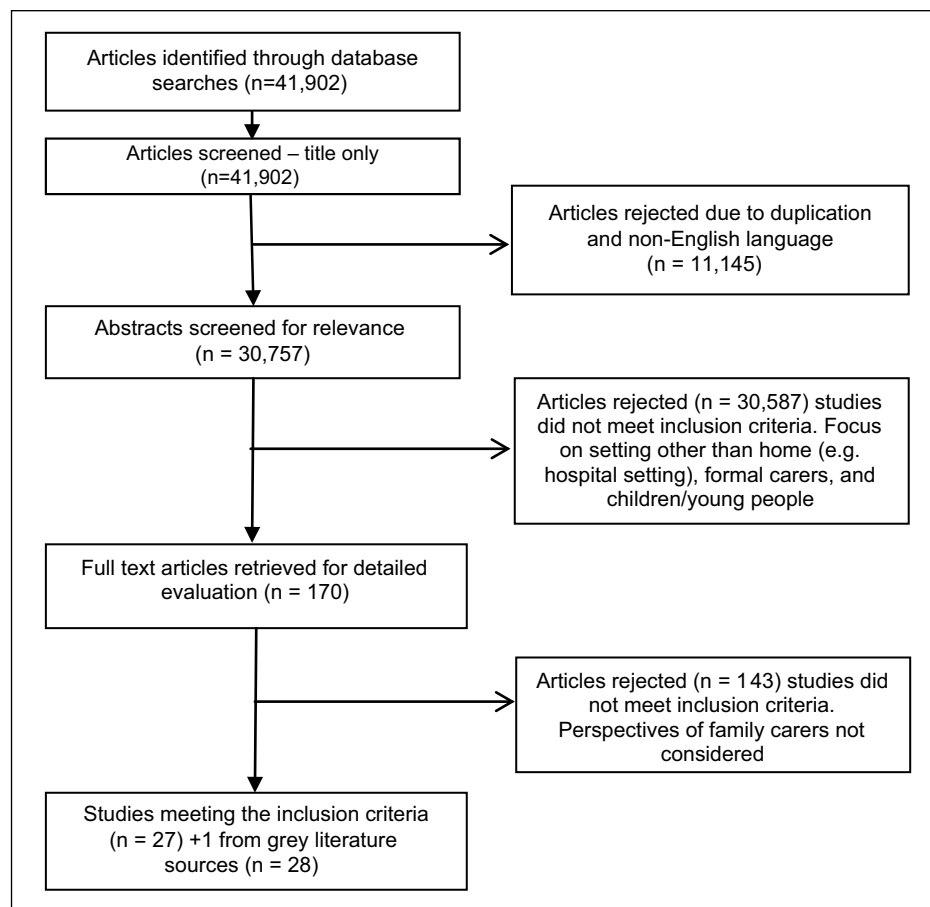 Articles identified through database
searches (n=41,902)
Articles screened – title only
(n=41,902)
Articles rejected due to duplication
and non-English language
(n = 11,145)
Abstracts screened for relevance
(n = 30,757)
Articles rejected (n = 30,587) studies
did not meet inclusion criteria. Focus
on setting other than home (e.g.
hospital setting), formal carers, and
children/young people
Full text articles retrieved for detailed
evaluation (n = 170)
Articles rejected (n = 143) studies did
not meet inclusion criteria.
Perspectives of family carers not
considered
Studies meeting the inclusion criteria
(n = 27) +1 from grey literature
sources (n = 28)